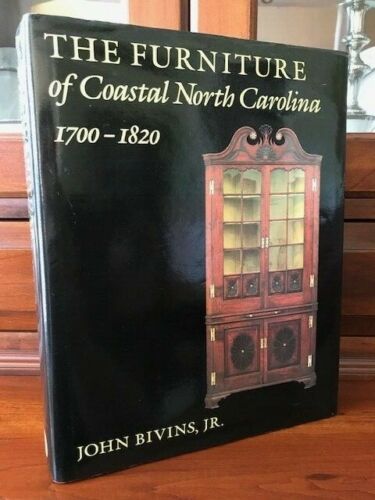 THE FURNITURE
of Coastal North Carolina
1700–1820
JOHN BIVINS, JR.